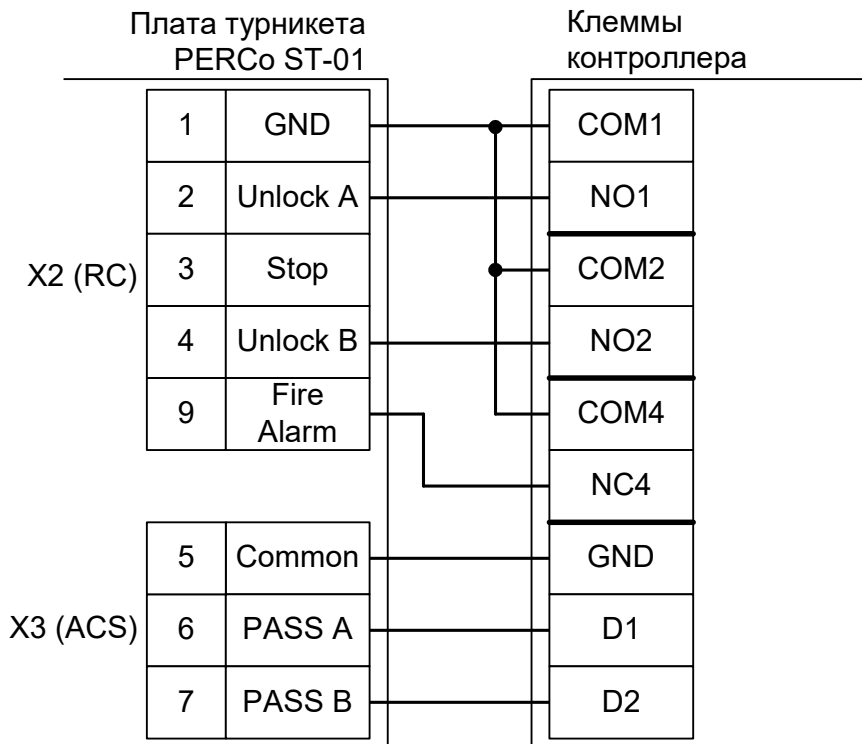 Плата турникета
PERCo ST-01
Клеммы
контроллера
1 GND COM1
2 Unlock A NO1
X2 (RC) 3 Stop COM2
4 Unlock B NO2
9 Fire
Alarm COM4
NC4
5 Common GND
X3 (ACS) 6 PASS A D1
7 PASS B D2